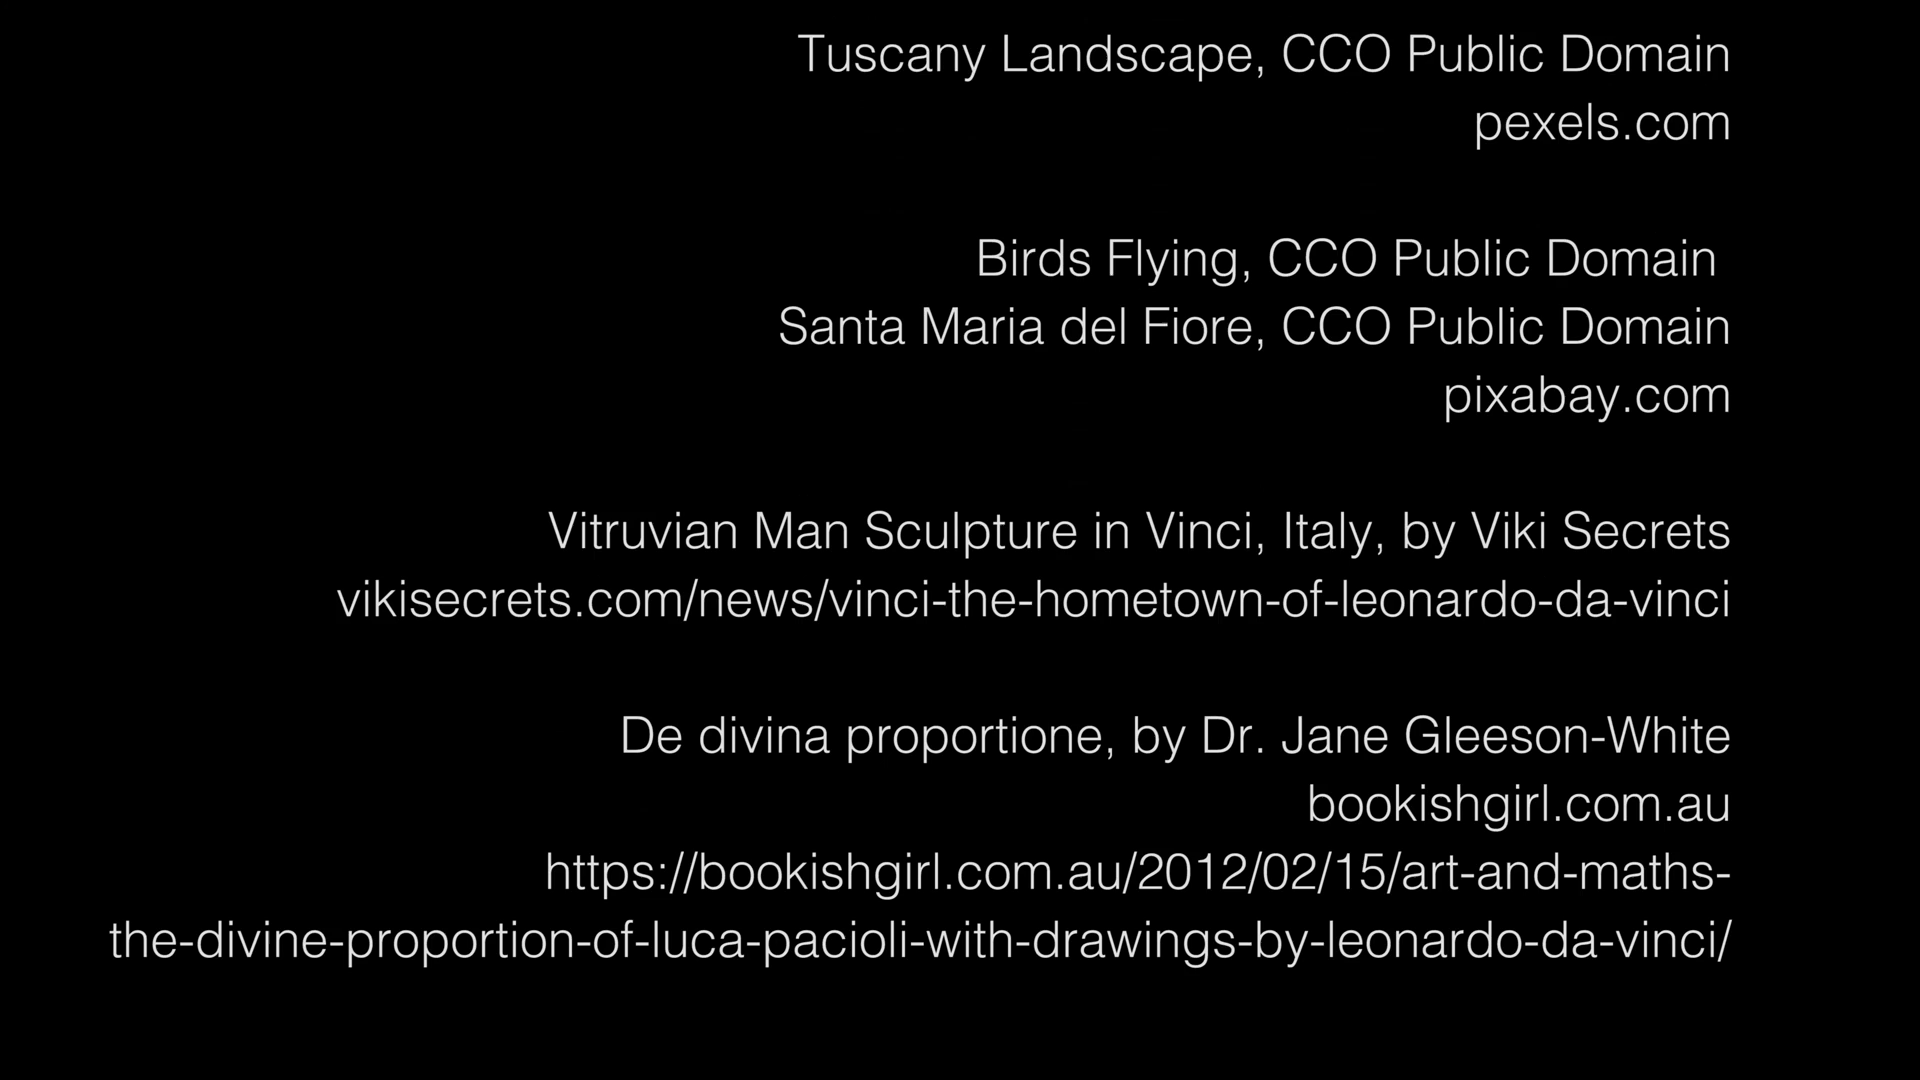 Tuscany Landscape, CCO Public Domain
pexels.com
Birds Flying, CCO Public Domain
Santa Maria del Fiore, CCO Public Domain
pixabay.com
Vitruvian Man Sculpture in Vinci, Italy, by Viki Secrets
vikisecrets.com/news/vinci-the-hometown-of-leonardo-da-vinci
De divina proportione, by Dr. Jane Gleeson-White
bookishgirl.com.au
https://bookishgirl.com.au/2012/02/15/art-and-maths-
the-divine-proportion-of-luca-pacioli-with-drawings-by-leonardo-da-vinci/